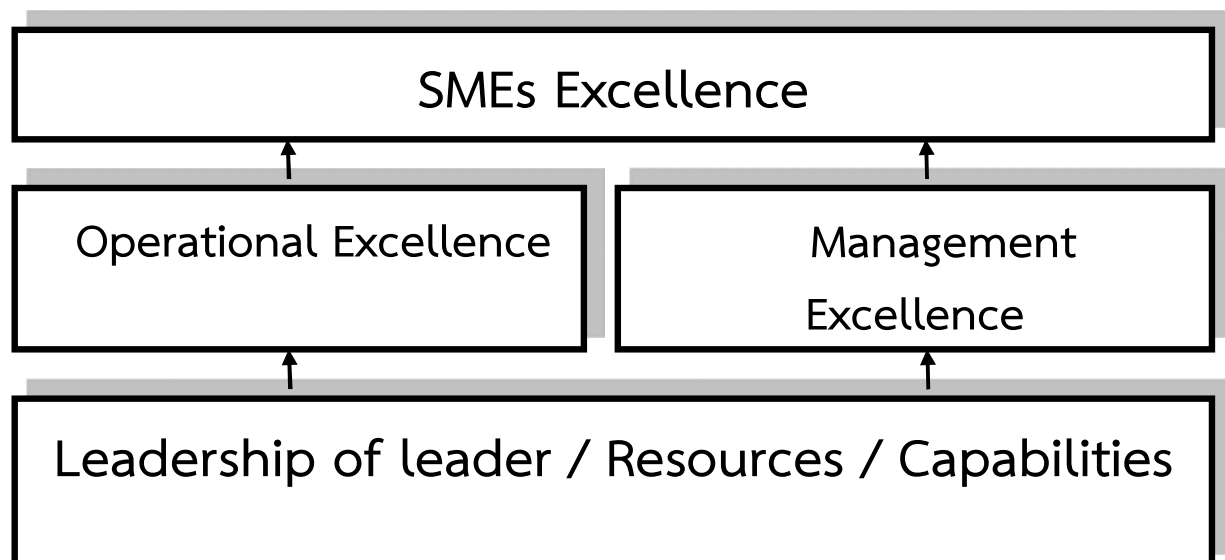 SMEs Excellence
Operational Excellence
Management
Excellence
Leadership of leader / Resources / Capabilities